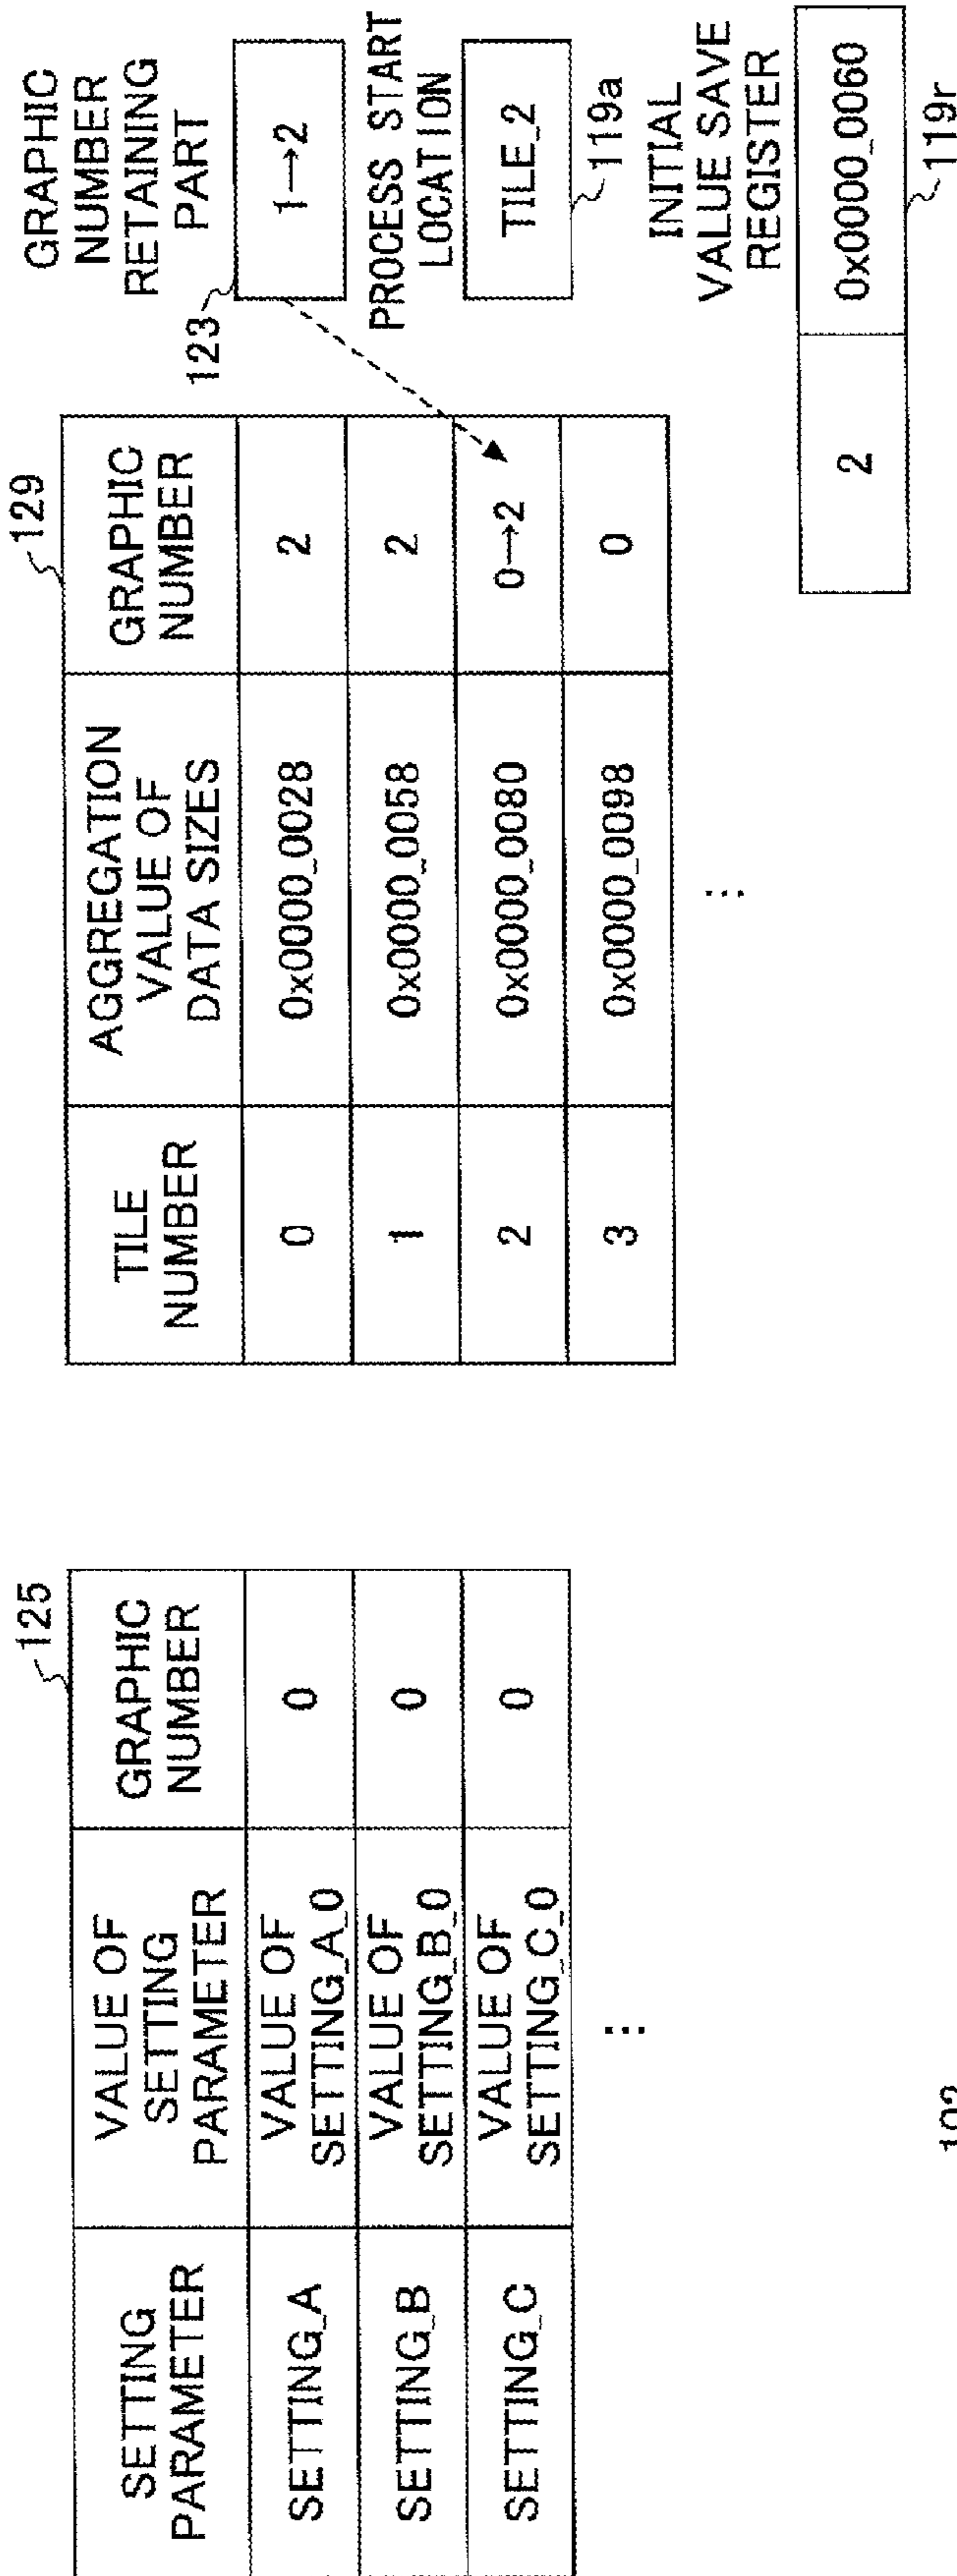 125
SETTING
PARAMETER
VALUE OF
SETTING
PARAMETER
GRAPHIC
NUMBER
SETTING_A
VALUE OF
SETTING_A_0
0
SETTING_B
VALUE OF
SETTING_B_0
0
SETTING_C
VALUE OF
SETTING_C_0
0
...
129
TILE
NUMBER
AGGREGATION
VALUE OF
DATA SIZES
GRAPHIC
NUMBER
0
0x0000_0028
2
1
0x0000_0058
2
2
0x0000_0080
0→2
3
0x0000_0098
0
...
GRAPHIC
NUMBER
RETAINING
PART
123
1→2
PROCESS START
LOCATION
TILE_2
119a
INITIAL
VALUE SAVE
REGISTER
2
0x0000_0060
119r